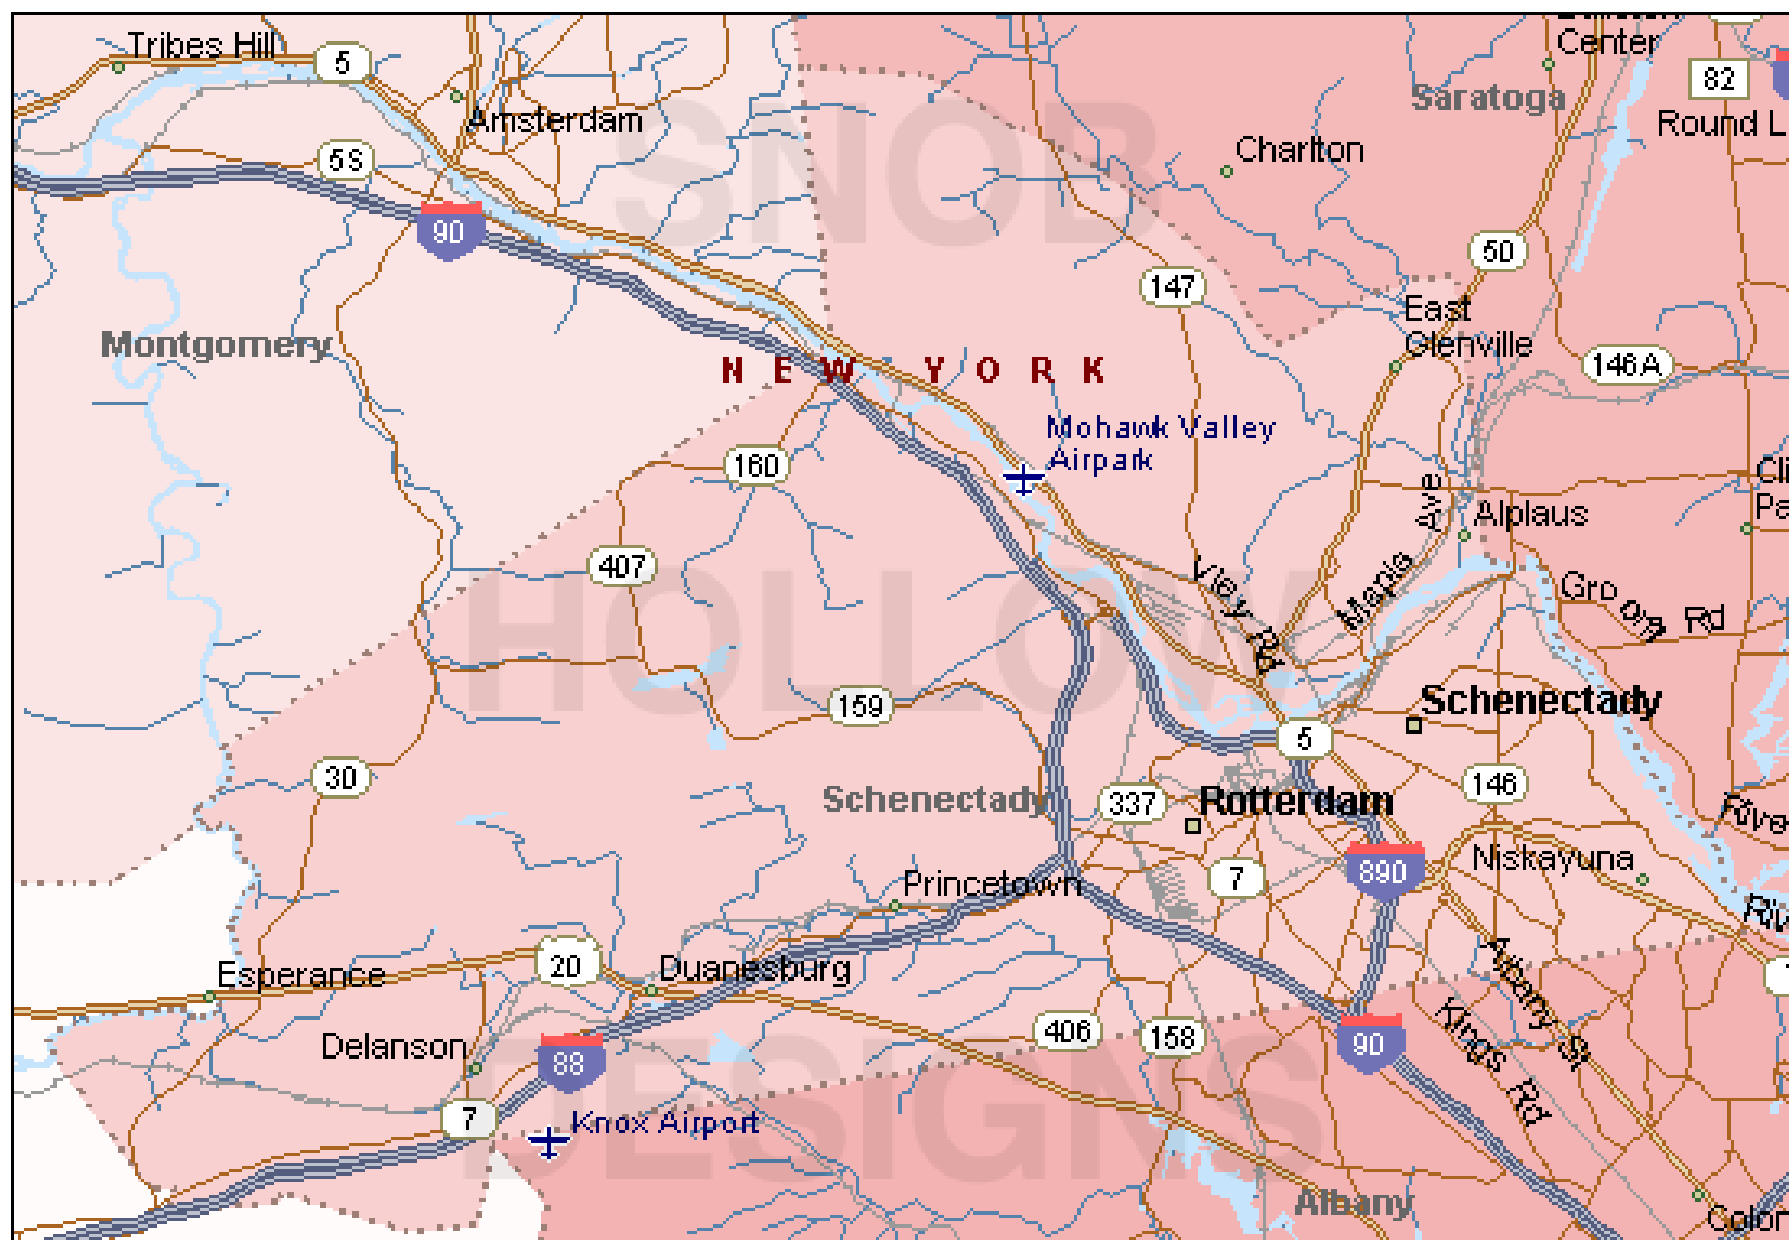 Tribes Hill
5
Center
82
Saratoga
Round L
Amsterdam
SNOB
Charlton
5S
90
50
147
East
Glenville
Montgomery
146A
NEW YORK
Mohawk Valley
Airpark
160
Cli
Pa
Ave
Alplaus
407
HOLLOW
Vley Rd
Maple
Groom Rd
Schenectady
159
5
30
146
Schenectady
337
Rotterdam
Rive
Niskayuna
890
7
Princetown
Riv
Esperance
20
Duanesburg
Albany St
Kings Rd
406
158
90
Delanson
88
DESIGNS
7
Knox Airport
Albany
Colon